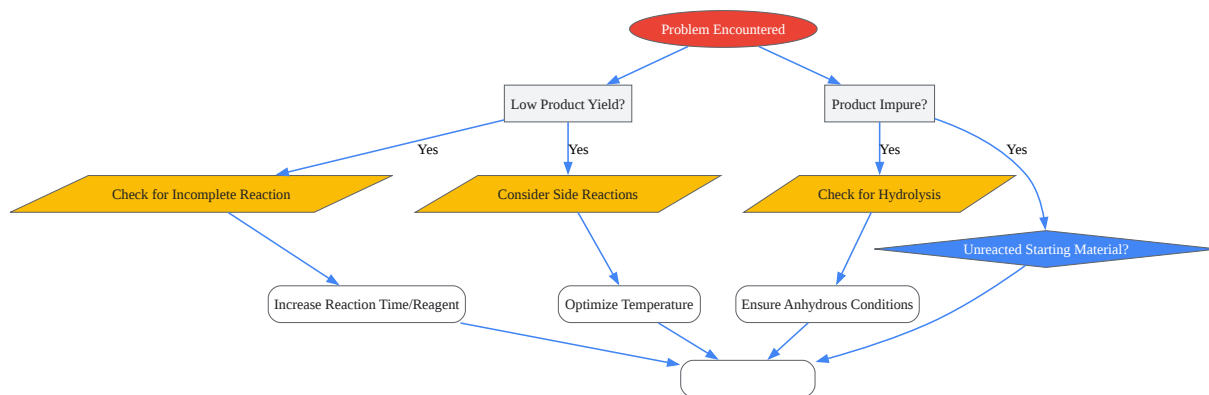 Problem Encountered
Low Product Yield?
Product Impure?
Yes
Yes
Yes
Yes
Check for Incomplete Reaction
Consider Side Reactions
Check for Hydrolysis
Unreacted Starting Material?
Increase Reaction Time/Reagent
Optimize Temperature
Ensure Anhydrous Conditions